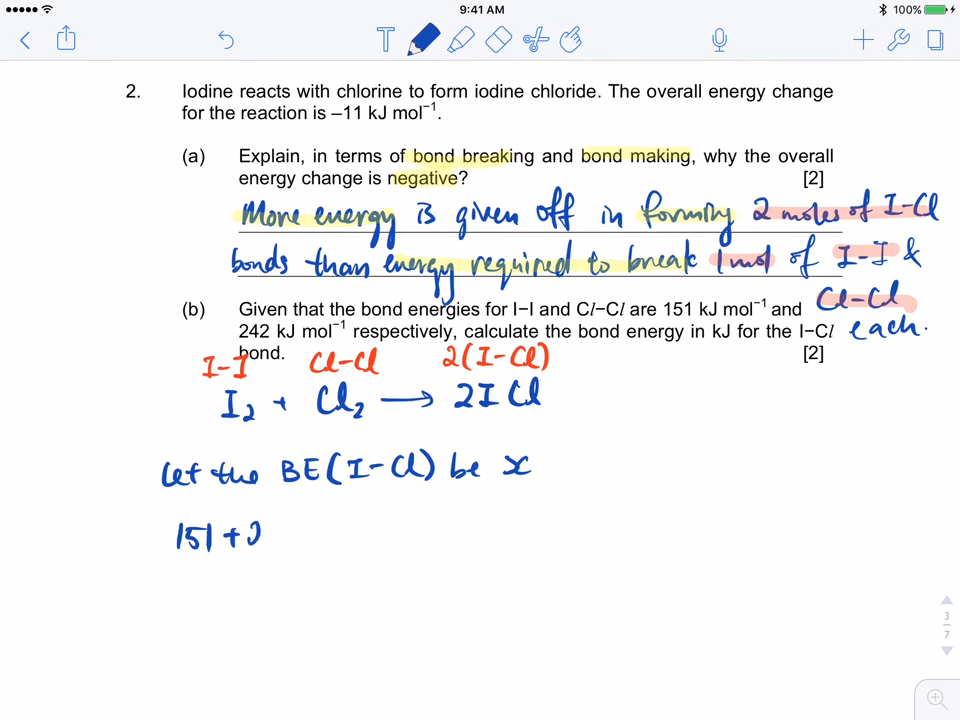 9:41 AM
100%
T
2. Iodine reacts with chlorine to form iodine chloride. The overall energy change
for the reaction is –11 kJ mol⁻¹.
(a) Explain, in terms of bond breaking and bond making, why the overall
energy change is negative? [2]
More energy is given off in forming 2 moles of I-Cl
bonds than energy required to break 1 mol of I-I &
Cl-Cl
each.
(b) Given that the bond energies for I−I and Cl−Cl are 151 kJ mol⁻¹ and
242 kJ mol⁻¹ respectively, calculate the bond energy in kJ for the I−Cl
bond. [2]
I-I Cl-Cl 2(I-Cl)
I₂ + Cl₂ → 2ICl
Let the BE(I-Cl) be x
151 +
3
7